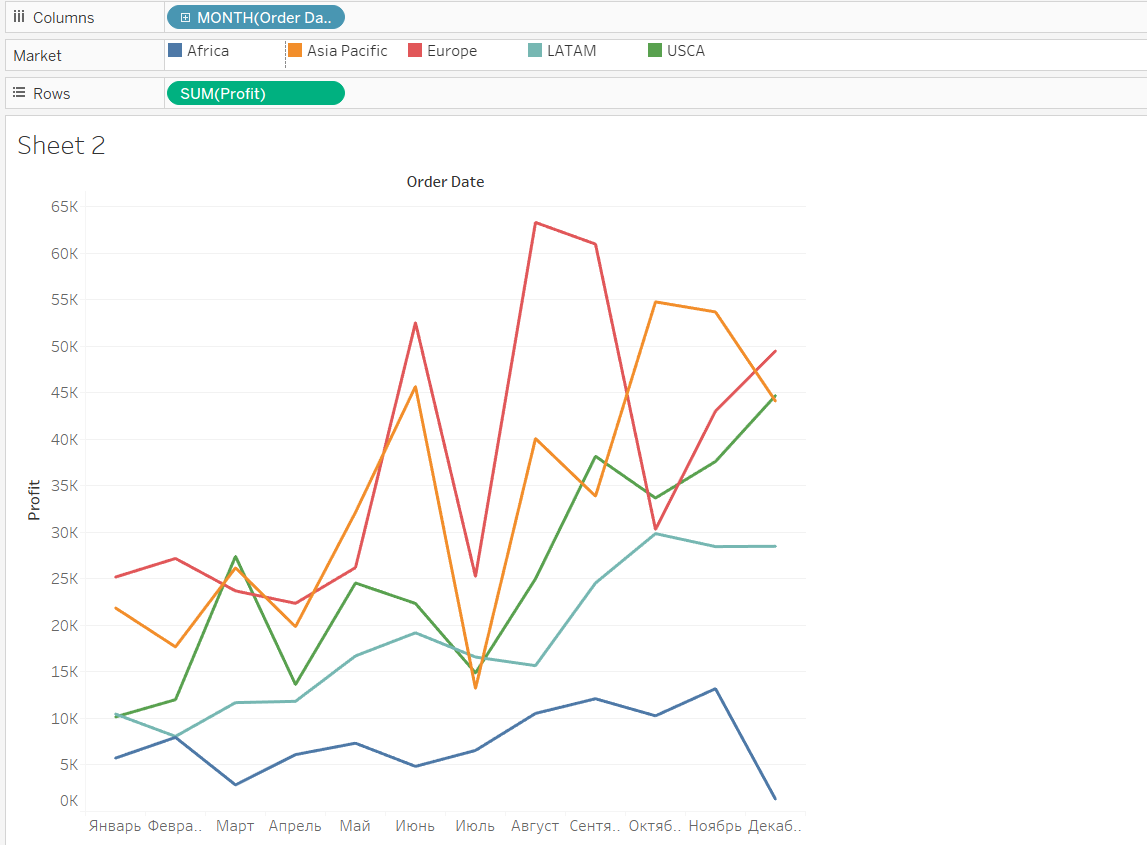 Columns MONTH(Order Da..
Market Africa Asia Pacific Europe LATAM USCA
Rows SUM(Profit)
Sheet 2
Order Date
65K
60K
55K
50K
45K
40K
35K
30K
25K
20K
15K
10K
5K
0K
Profit
Январь Февра.. Март Апрель Май Июнь Июль Август Сентя.. Октяб.. Ноябрь Декаб..